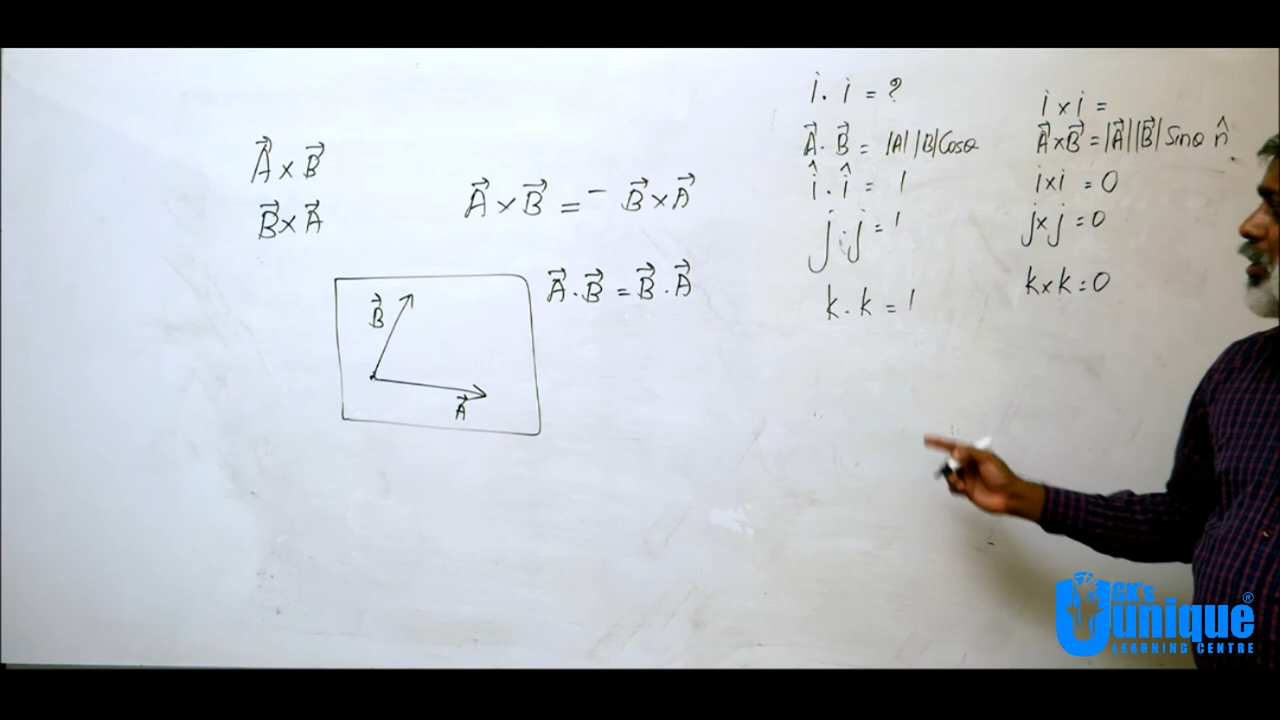 A⃗ × B⃗
B⃗ × A⃗
A⃗ × B⃗ = - B⃗ × A⃗
A⃗ . B⃗ = B⃗ . A⃗
B⃗
A⃗
i . i = ?
A⃗ . B⃗ = |A| |B| Cosθ
î . î = 1
j . j = 1
k . k = 1
i × i =
A⃗ × B⃗ = |A⃗| |B⃗| Sinθ n̂
i × i = 0
j × j = 0
k × k = 0
GK's
Unique ®
LEARNING CENTRE